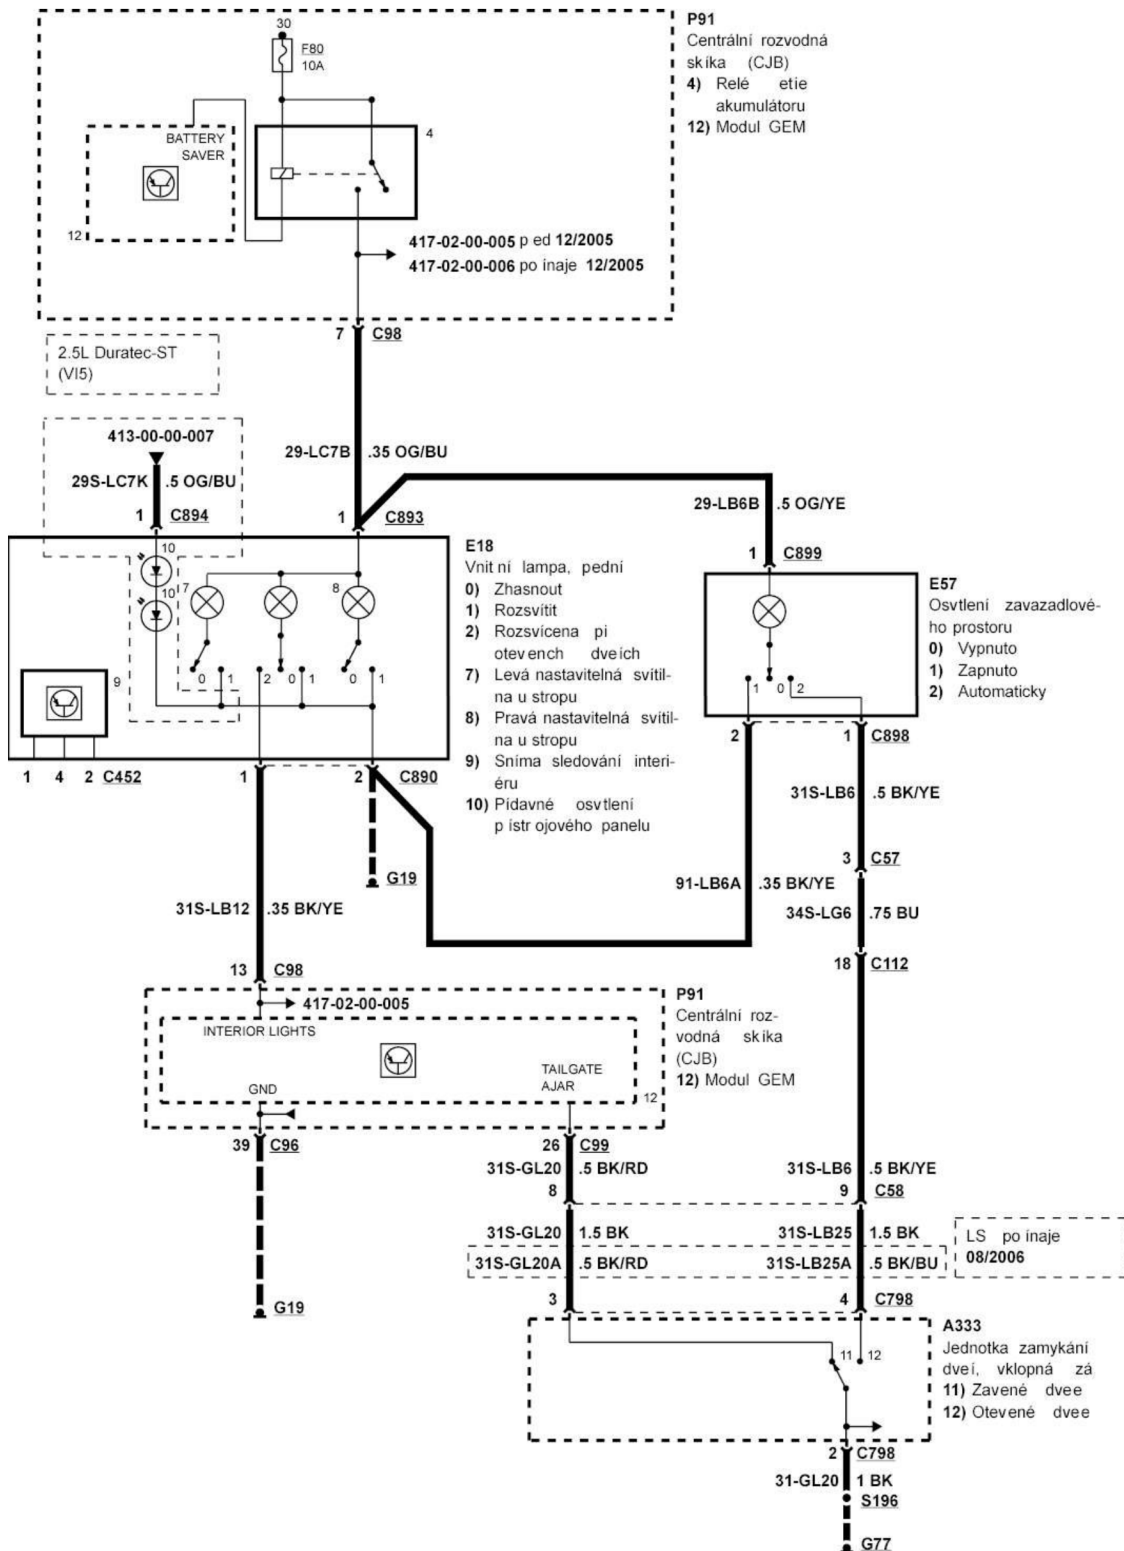 30
F80
10A
P91
Centrální rozvodná
skíka (CJB)
4) Relé etie
akumulátoru
12) Modul GEM
BATTERY
SAVER
4
12
417-02-00-005 p ed 12/2005
417-02-00-006 po ínaje 12/2005
7 C98
2.5L Duratec-ST
(VI5)
413-00-00-007
29-LC7B .35 OG/BU
29S-LC7K .5 OG/BU
29-LB6B .5 OG/YE
1 C894
1 C893
1 C899
E18
Vnit ní lampa, pední
0) Zhasnout
1) Rozsvítit
2) Rozsvícena pi
otevench dveích
7) Levá nastavitelná svítil-
na u stropu
8) Pravá nastavitelná svítil-
na u stropu
9) Sníma sledování interi-
éru
10) Pídavné osvtlení
p ístr ojového panelu
10
10
7
8
0 1 2 0 1 0 1
9
E57
Osvtlení zavazadlové-
ho prostoru
0) Vypnuto
1) Zapnuto
2) Automaticky
1 0 2
1 4 2 C452
1 2 C890
2 1 C898
31S-LB6 .5 BK/YE
3 C57
G19
91-LB6A .35 BK/YE
31S-LB12 .35 BK/YE
34S-LG6 .75 BU
18 C112
13 C98
417-02-00-005
INTERIOR LIGHTS
GND
TAILGATE
AJAR
12
P91
Centrální roz-
vodná skíka
(CJB)
12) Modul GEM
39 C96
26 C99
31S-GL20 .5 BK/RD
31S-LB6 .5 BK/YE
8
9 C58
31S-GL20 1.5 BK
31S-LB25 1.5 BK
31S-GL20A .5 BK/RD
31S-LB25A .5 BK/BU
LS po ínaje
08/2006
3
4 C798
G19
A333
Jednotka zamykání
dveí, vklopná zá
11) Zavené dvee
12) Otevené dvee
11 12
2 C798
31-GL20 1 BK
S196
G77